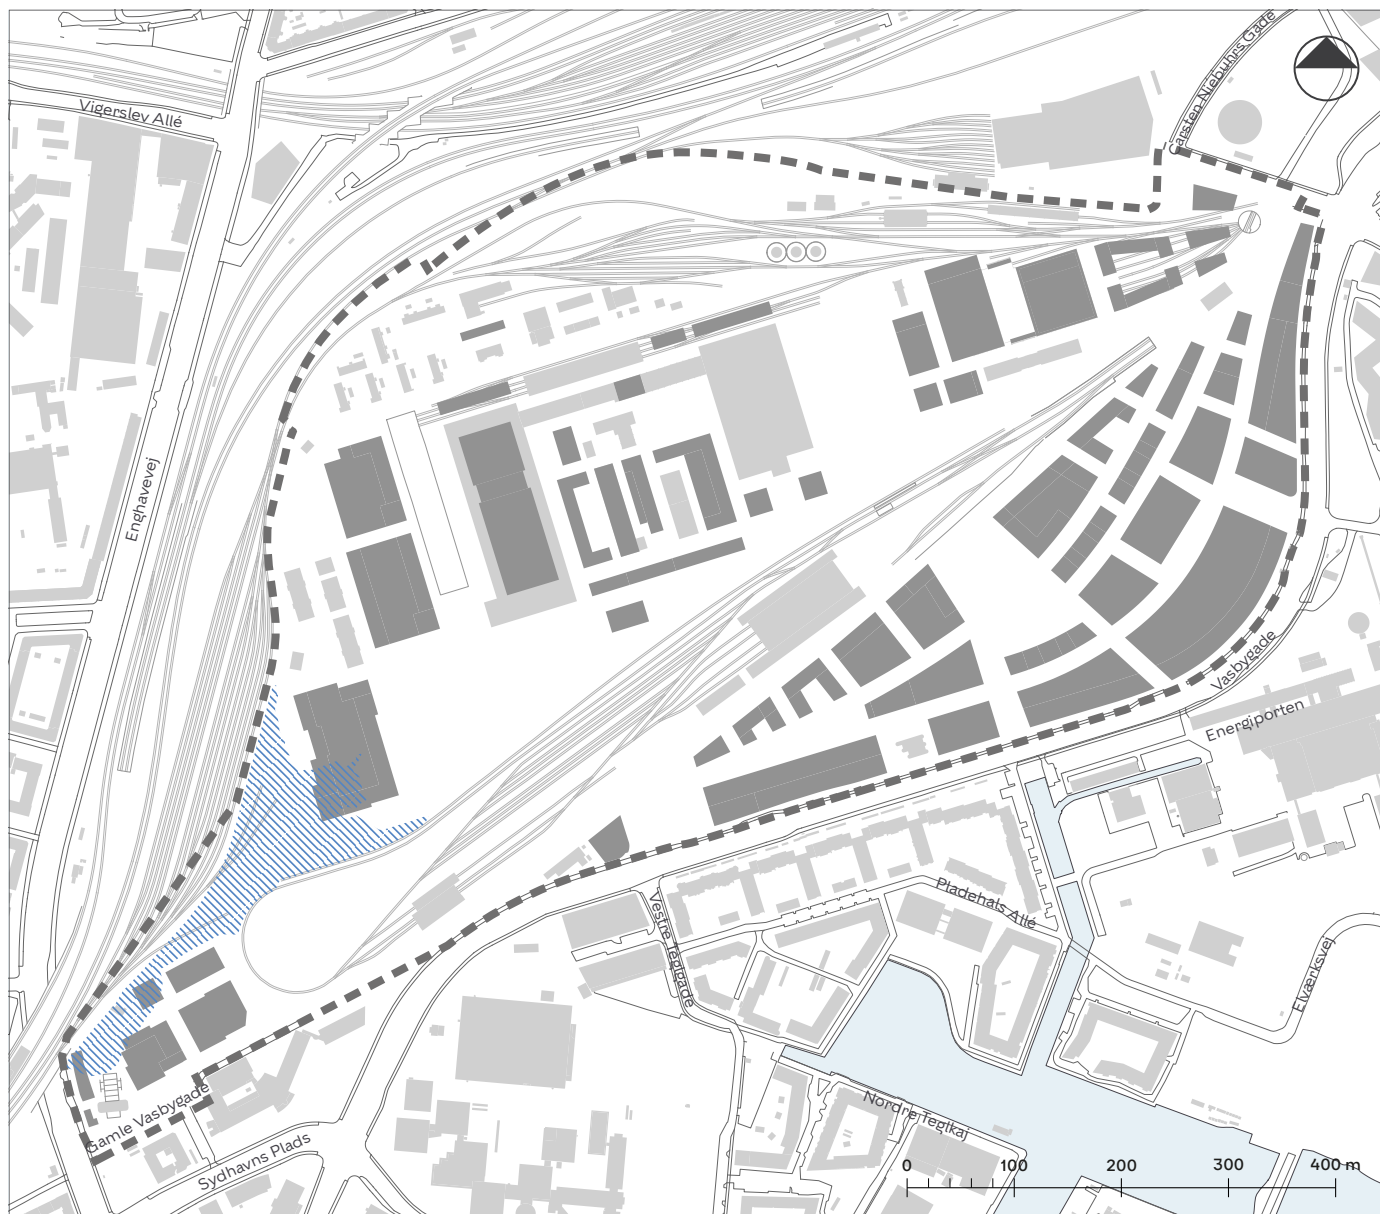 Carsten Niebuhrs Gade
Vigerslev Allé
Enghavevej
Vasbygade
Energiporten
Pladehals Allé
Vestre Teglgade
Elværksvej
Nordre Teglkaj
Gamle Vasbygade
Sydhavns Plads
0 100 200 300 400 m